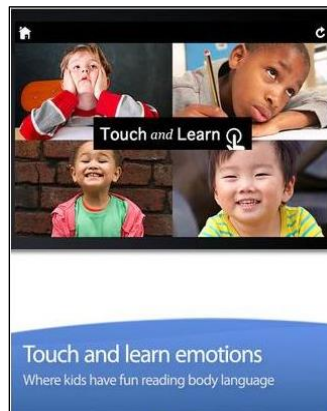 Touch and Learn
Touch and learn emotions
Where kids have fun reading body language